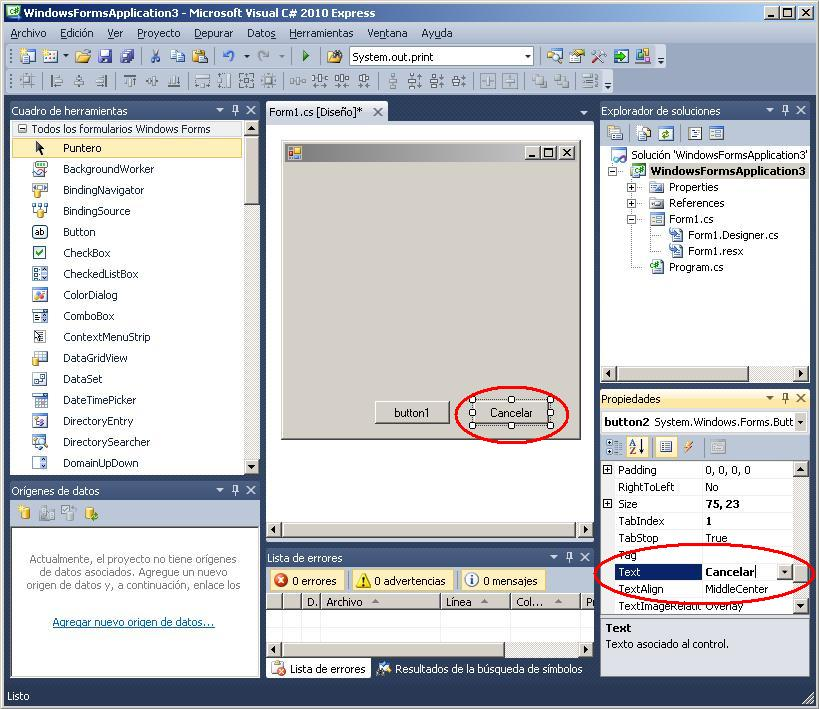 WindowsFormsApplication3 - Microsoft Visual C# 2010 Express
Archivo Edición Ver Proyecto Depurar Datos Herramientas Ventana Ayuda
System.out.print
Cuadro de herramientas
Todos los formularios Windows Forms
Puntero
BackgroundWorker
BindingNavigator
BindingSource
Button
CheckBox
CheckedListBox
ColorDialog
ComboBox
ContextMenuStrip
DataGridView
DataSet
DateTimePicker
DirectoryEntry
DirectorySearcher
DomainUpDown
Orígenes de datos
Actualmente, el proyecto no tiene orígenes
de datos asociados. Agregue un nuevo
origen de datos y, a continuación, enlace los
Agregar nuevo origen de datos...
Form1.cs [Diseño]*
button1 Cancelar
Lista de errores
0 errores 0 advertencias 0 mensajes
D. Archivo Línea Col...
Lista de errores Resultados de la búsqueda de símbolos
Explorador de soluciones
Solución 'WindowsFormsApplication3'
WindowsFormsApplication3
Properties
References
Form1.cs
Form1.Designer.cs
Form1.resx
Program.cs
Propiedades
button2 System.Windows.Forms.Butt
Padding 0, 0, 0, 0
RightToLeft No
Size 75, 23
TabIndex 1
TabStop True
Tag
Text Cancelar
TextAlign MiddleCenter
TextImageRelati Overlay
Text
Texto asociado al control.
Listo